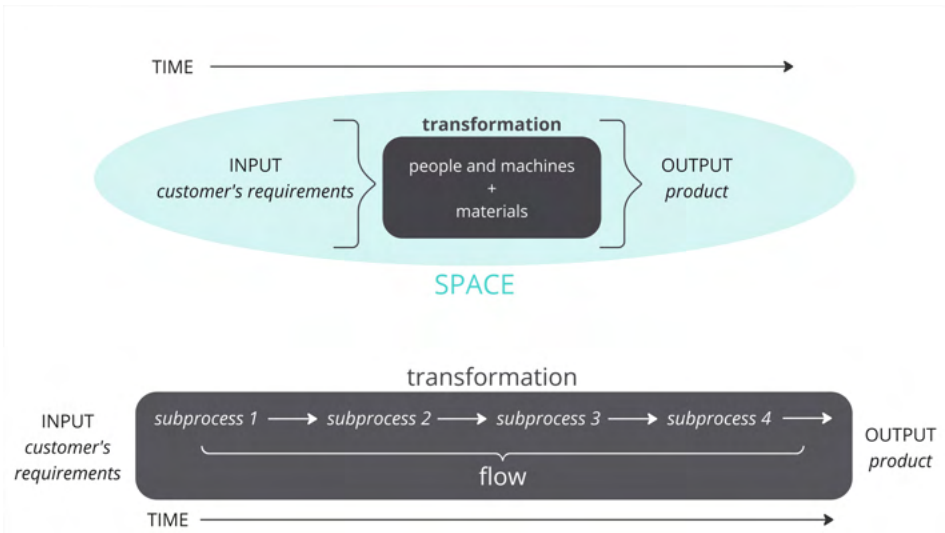 TIME
transformation
INPUT
customer's requirements
people and machines
+
materials
OUTPUT
product
SPACE
transformation
INPUT
customer's
requirements
subprocess 1
subprocess 2
subprocess 3
subprocess 4
flow
OUTPUT
product
TIME